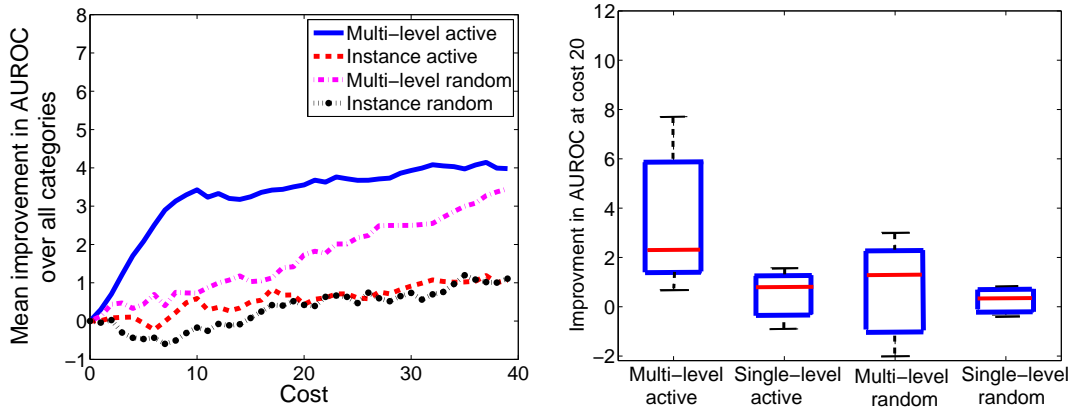 Mean improvement in AUROC
over all categories
8
7
6
5
4
3
2
1
0
−1
0
10
20
30
40
Cost
Multi−level active
Instance active
Multi−level random
Instance random
Improvment in AUROC at cost 20
12
10
8
6
4
2
0
−2
Multi−level Single−level Multi−level Single−level
active active random random